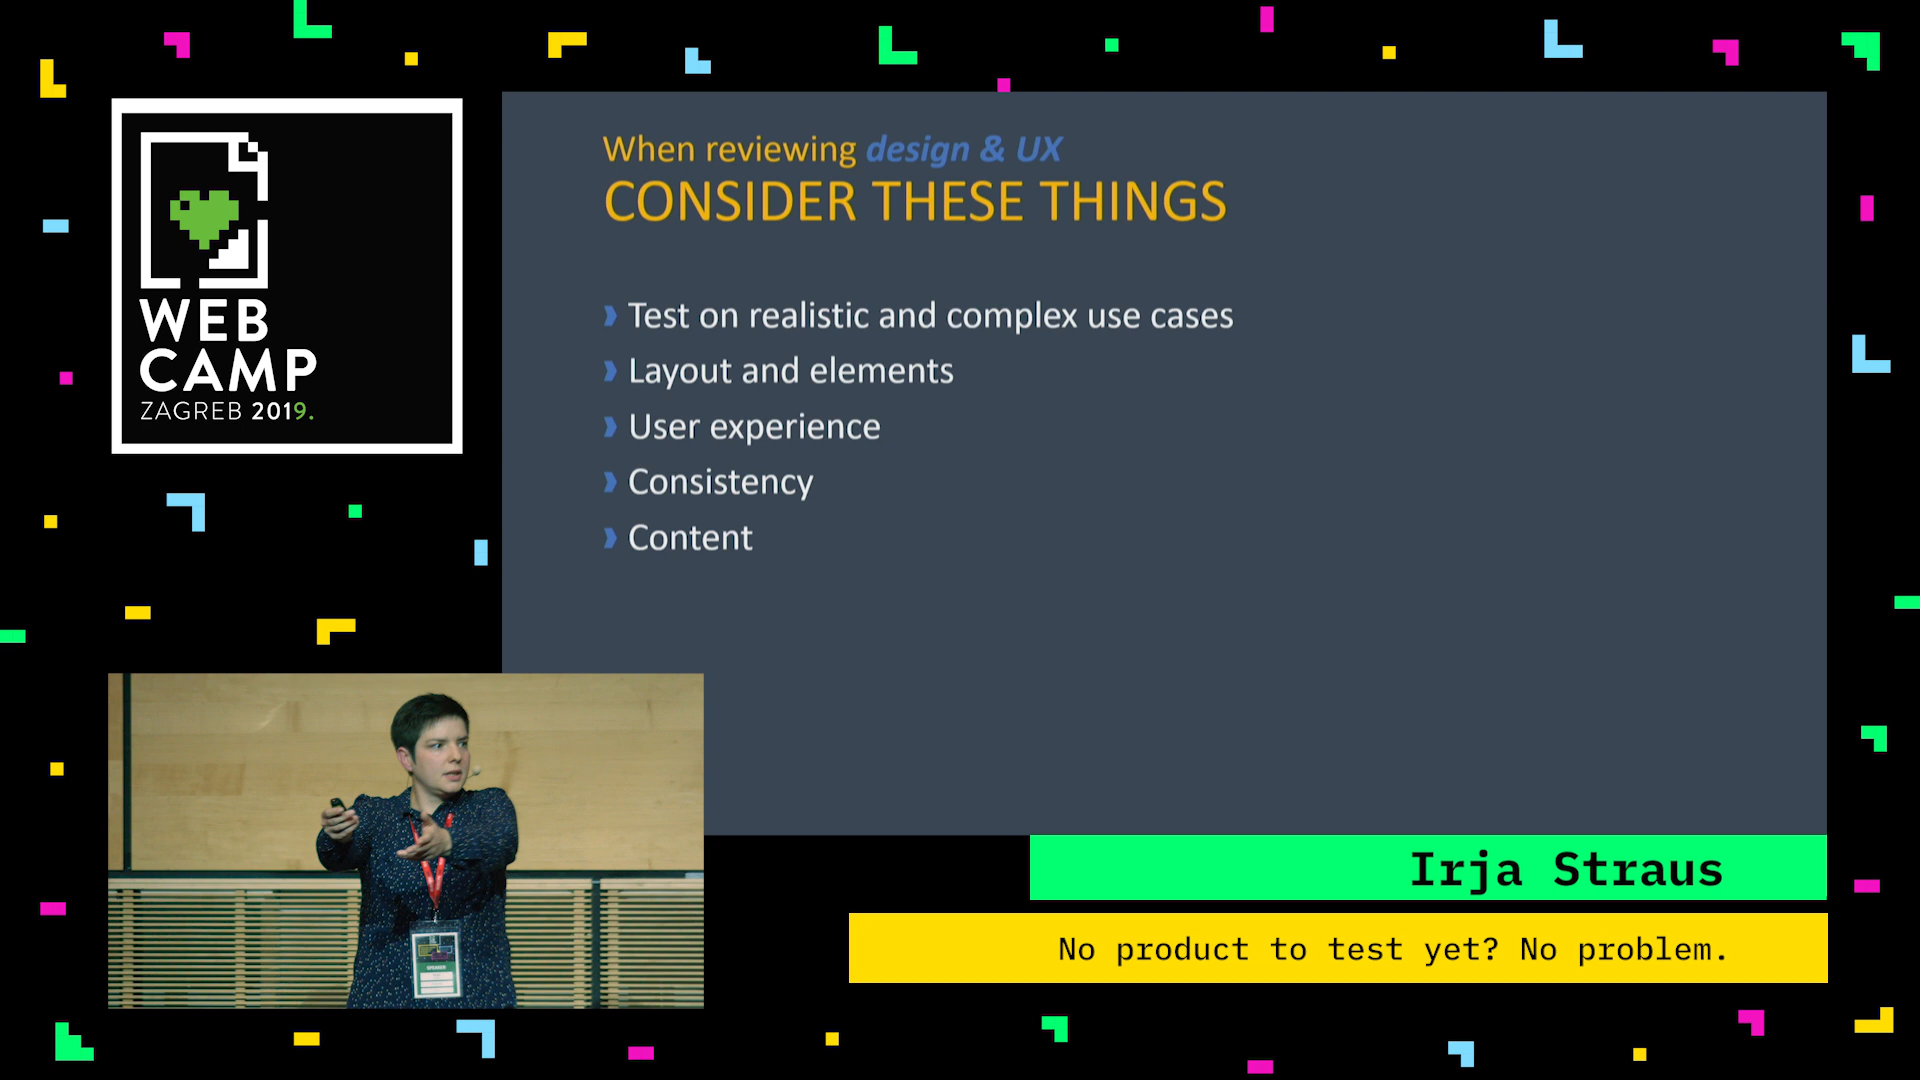 WEB
CAMP
ZAGREB 2019.
When reviewing design & UX
CONSIDER THESE THINGS
Test on realistic and complex use cases
Layout and elements
User experience
Consistency
Content
SPEAKER
Irja Straus
No product to test yet? No problem.